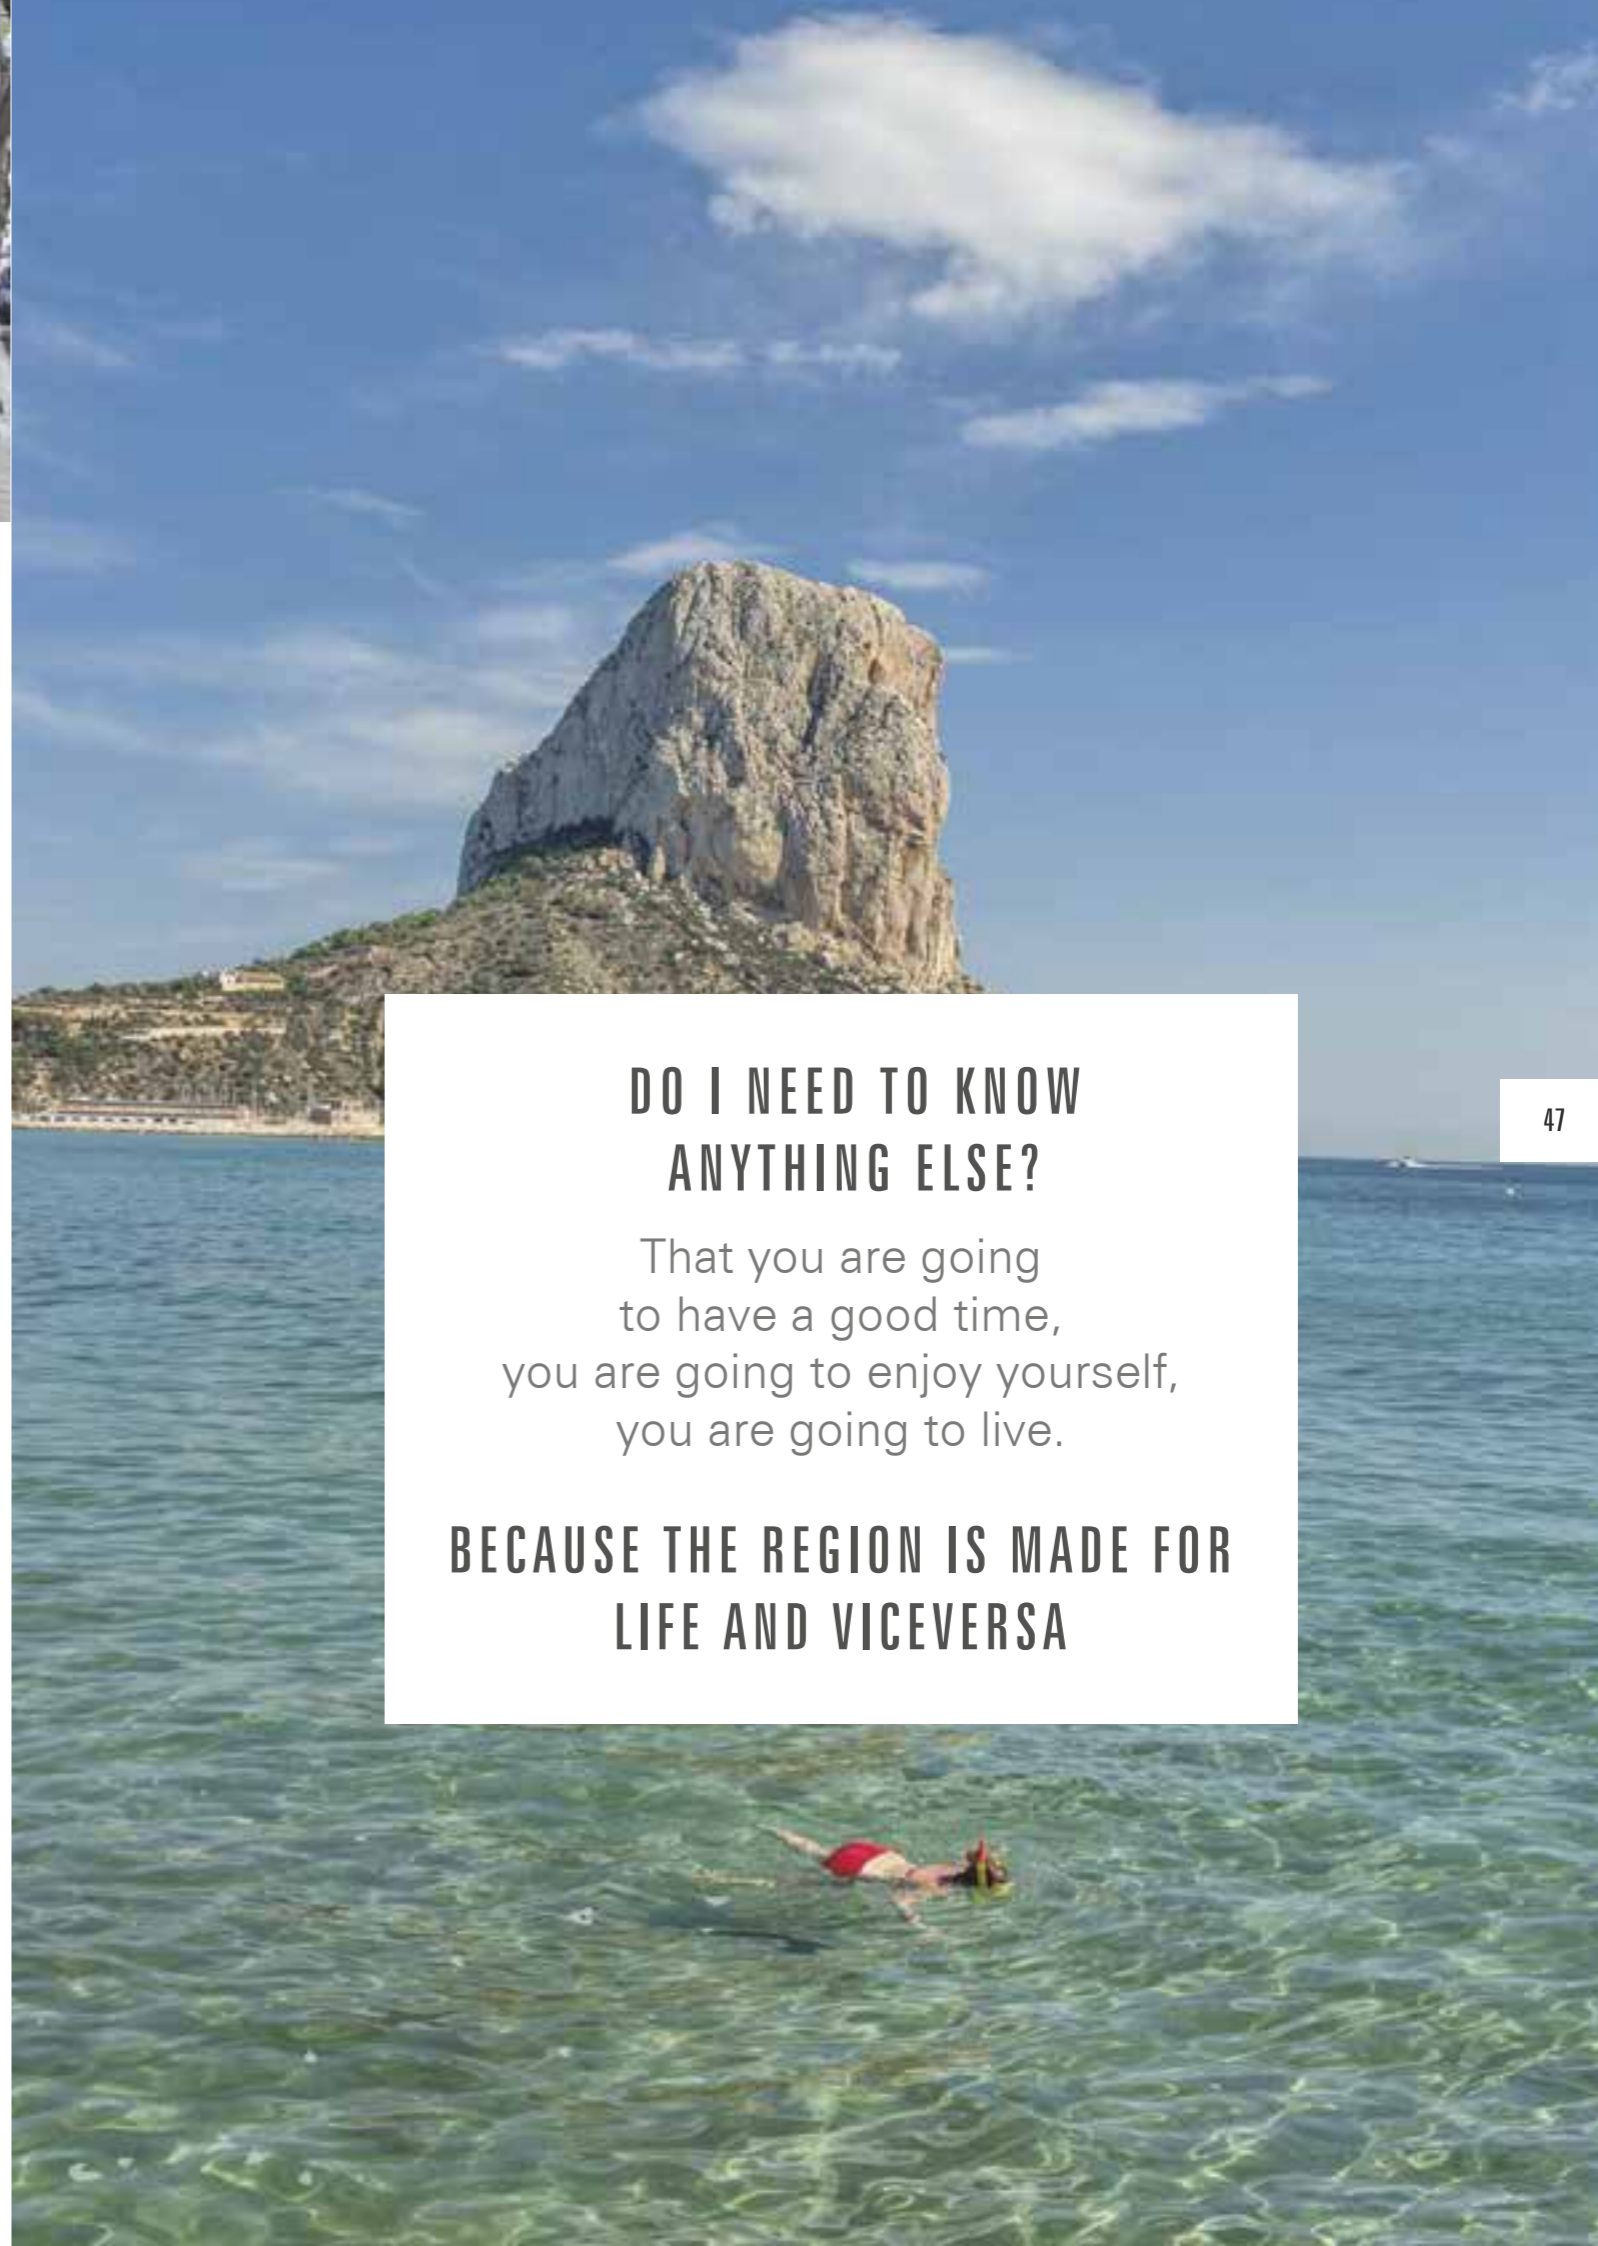 DO I NEED TO KNOW
ANYTHING ELSE?
That you are going
to have a good time,
you are going to enjoy yourself,
you are going to live.
BECAUSE THE REGION IS MADE FOR
LIFE AND VICEVERSA
47